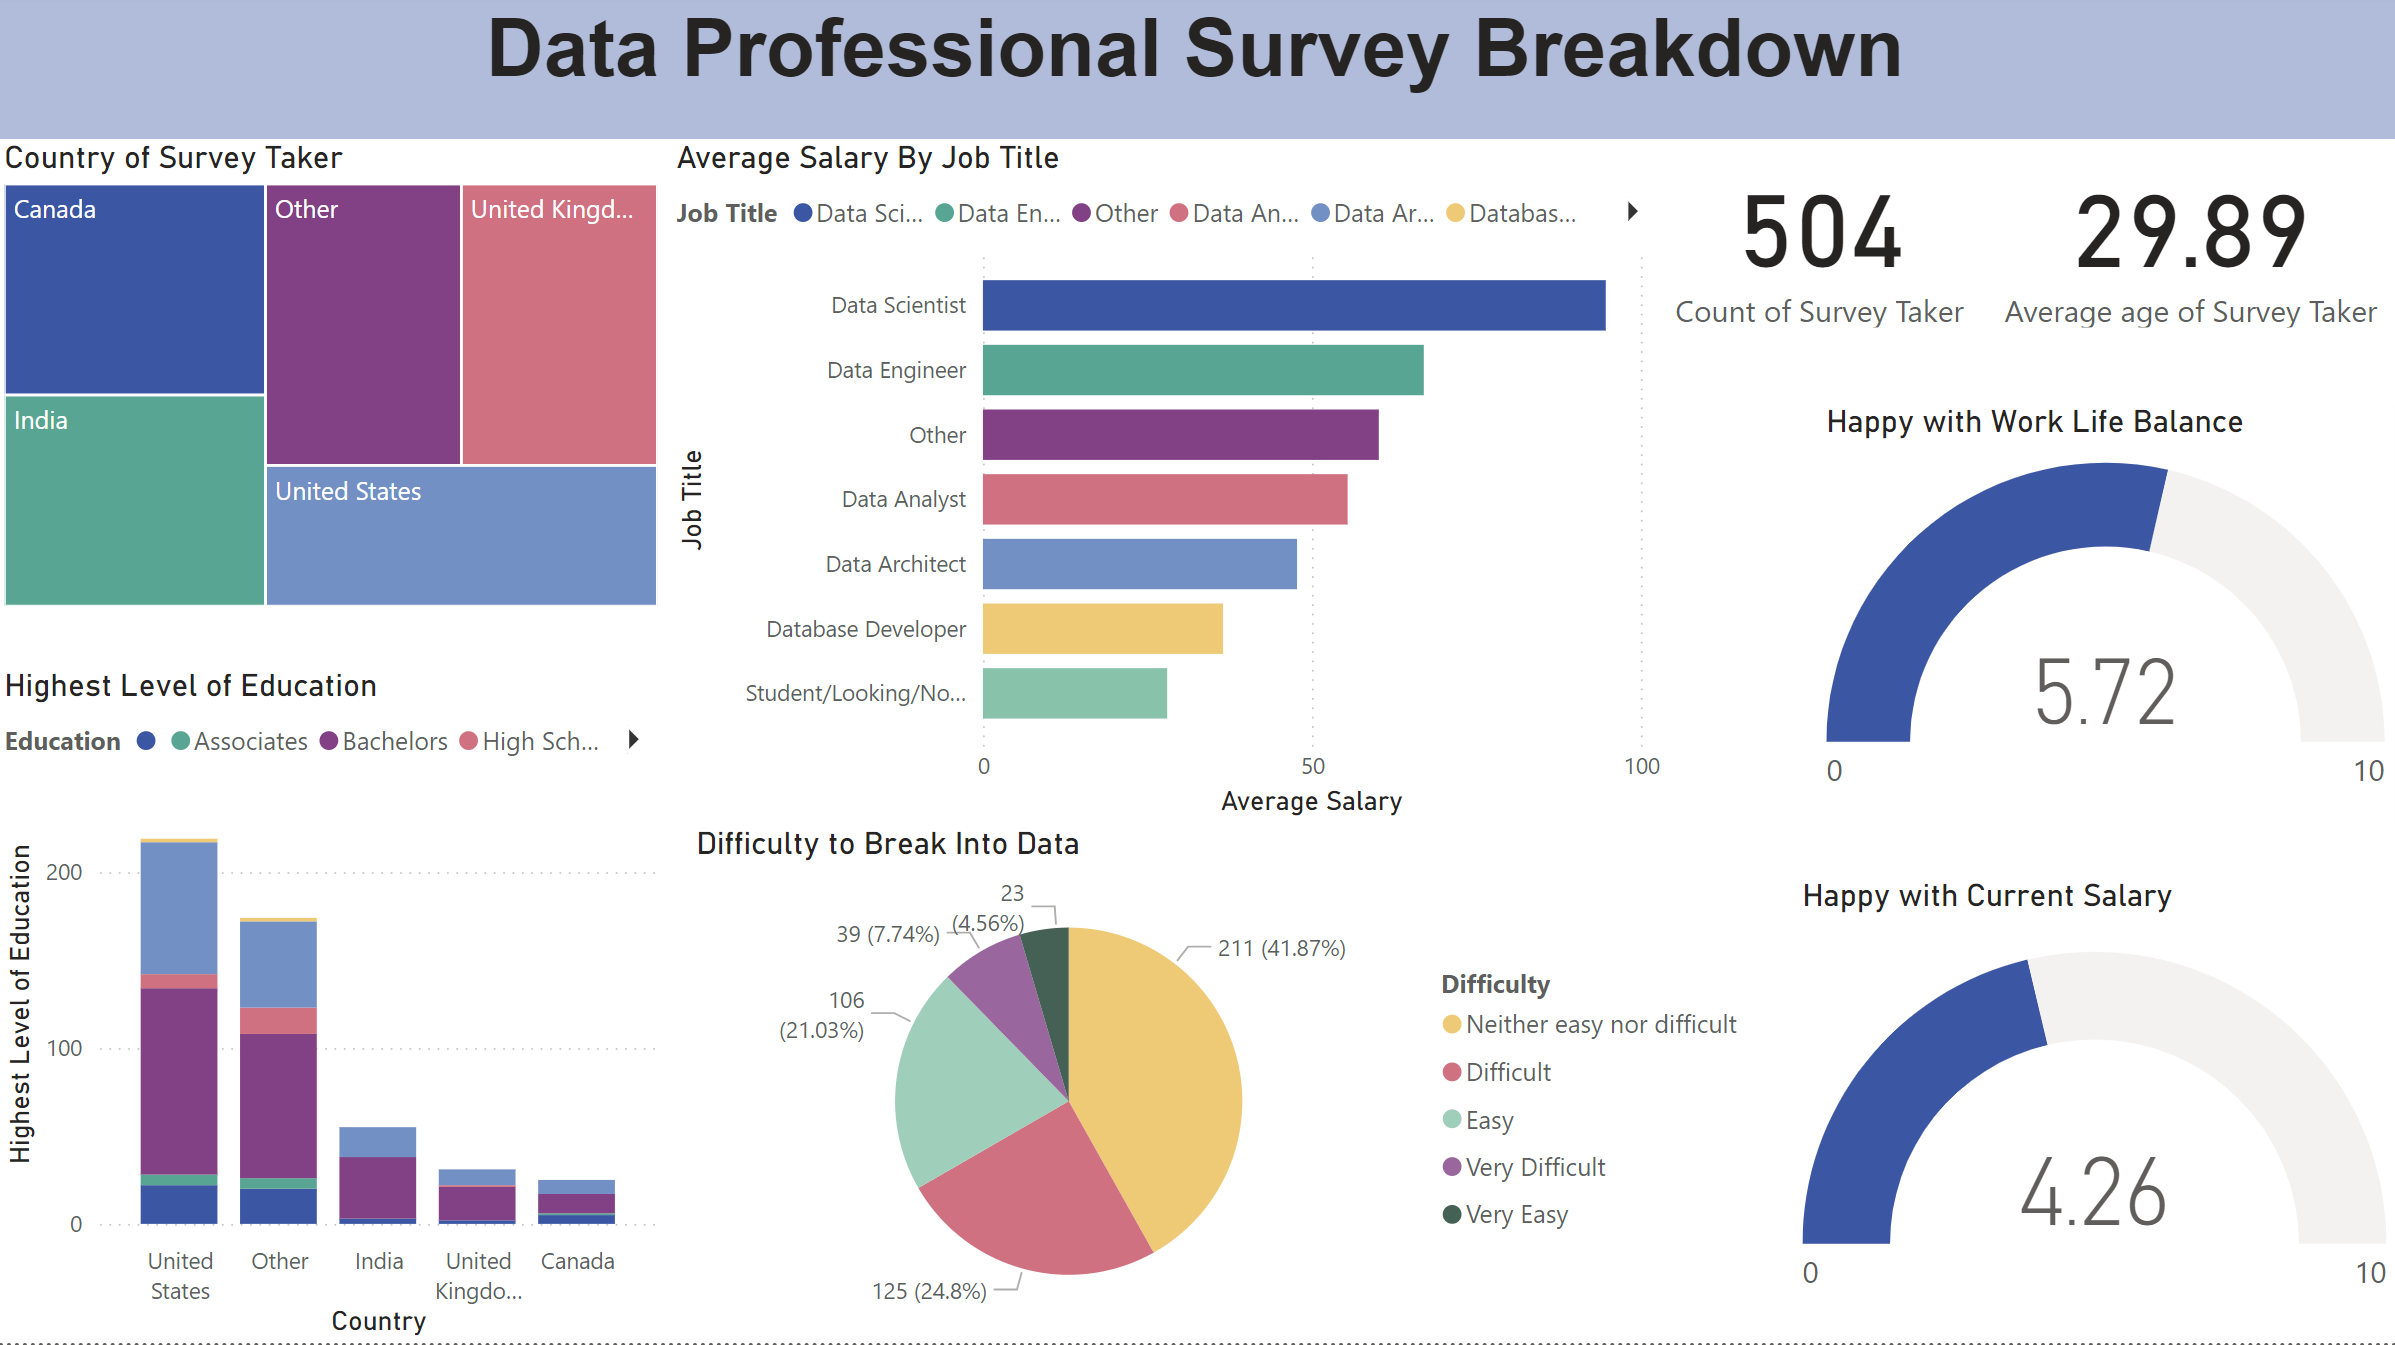 Data Professional Survey Breakdown
Country of Survey Taker
Canada
Other
United Kingd...
India
United States
Average Salary By Job Title
Job Title Data Sci... Data En... Other Data An... Data Ar... Databas...
Job Title
Data Scientist
Data Engineer
Other
Data Analyst
Data Architect
Database Developer
Student/Looking/No...
0 50 100
Average Salary
504
Count of Survey Taker
29.89
Average age of Survey Taker
Happy with Work Life Balance
5.72
0 10
Highest Level of Education
Education Associates Bachelors High Sch...
Highest Level of Education
200
100
0
United States
Other
India
United Kingdo...
Canada
Country
Difficulty to Break Into Data
23 (4.56%)
39 (7.74%)
211 (41.87%)
106 (21.03%)
125 (24.8%)
Difficulty
Neither easy nor difficult
Difficult
Easy
Very Difficult
Very Easy
Happy with Current Salary
4.26
0 10